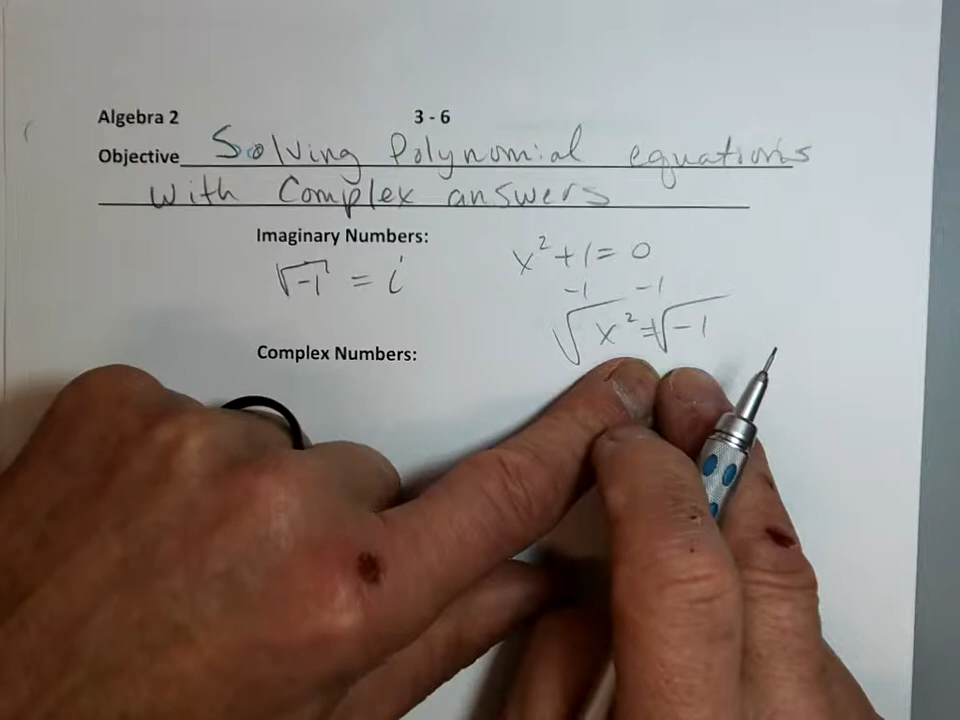 Algebra 2 3 - 6
Objective Solving Polynomial equations
with Complex answers
Imaginary Numbers:
√-1 = i
x² + 1 = 0
-1 -1
√x² = √-1
Complex Numbers: